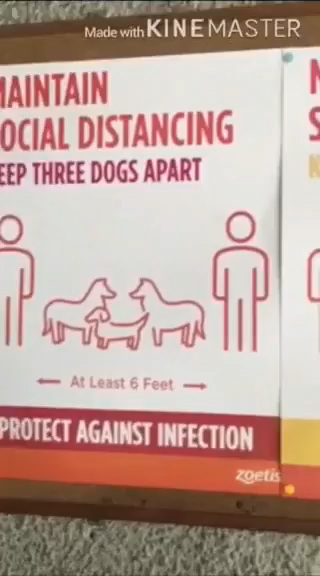 Made with KINEMASTER
MAINTAIN
OCIAL DISTANCING
EEP THREE DOGS APART
At Least 6 Feet
PROTECT AGAINST INFECTION
zoetis